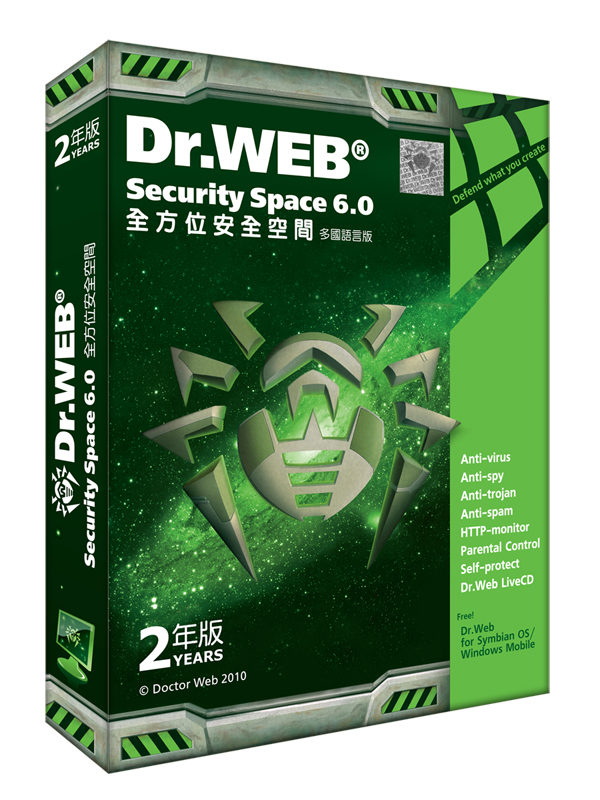 2年版
YEARS
Dr.WEB®
Security Space 6.0 全方位安全空間
Dr.WEB®
Security Space 6.0
全方位安全空間 多國語言版
Defend what you create
Anti-virus
Anti-spy
Anti-trojan
Anti-spam
HTTP-monitor
Parental Control
Self-protect
Dr.Web LiveCD
Free!
Dr.Web
for Symbian OS/
Windows Mobile
2年版
YEARS
© Doctor Web 2010